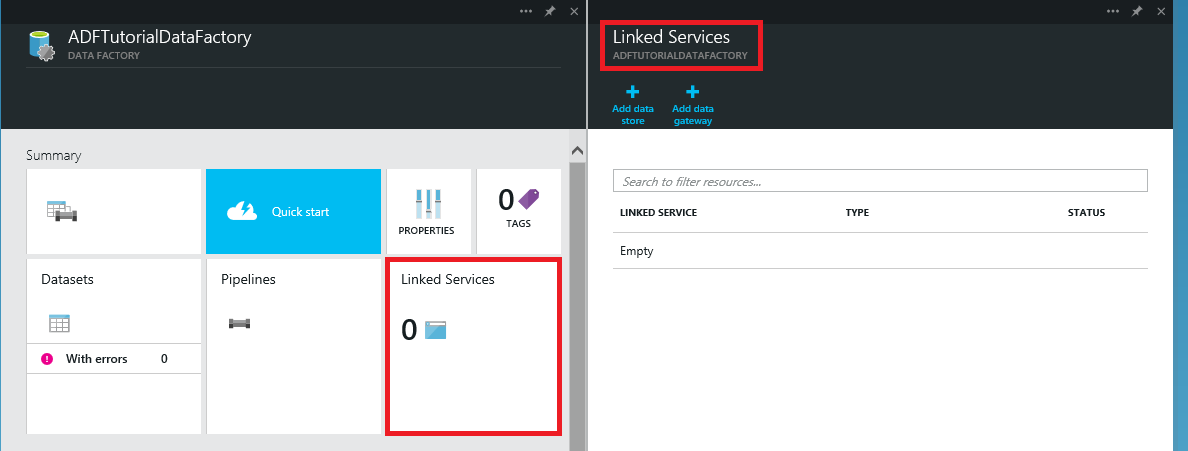 ADFTutorialDataFactory
DATA FACTORY
Summary
Quick start
PROPERTIES
0
TAGS
Datasets
With errors 0
Pipelines
Linked Services
0
Linked Services
ADFTUTORIALDATAFACTORY
Add data
store
Add data
gateway
Search to filter resources...
LINKED SERVICE TYPE STATUS
Empty